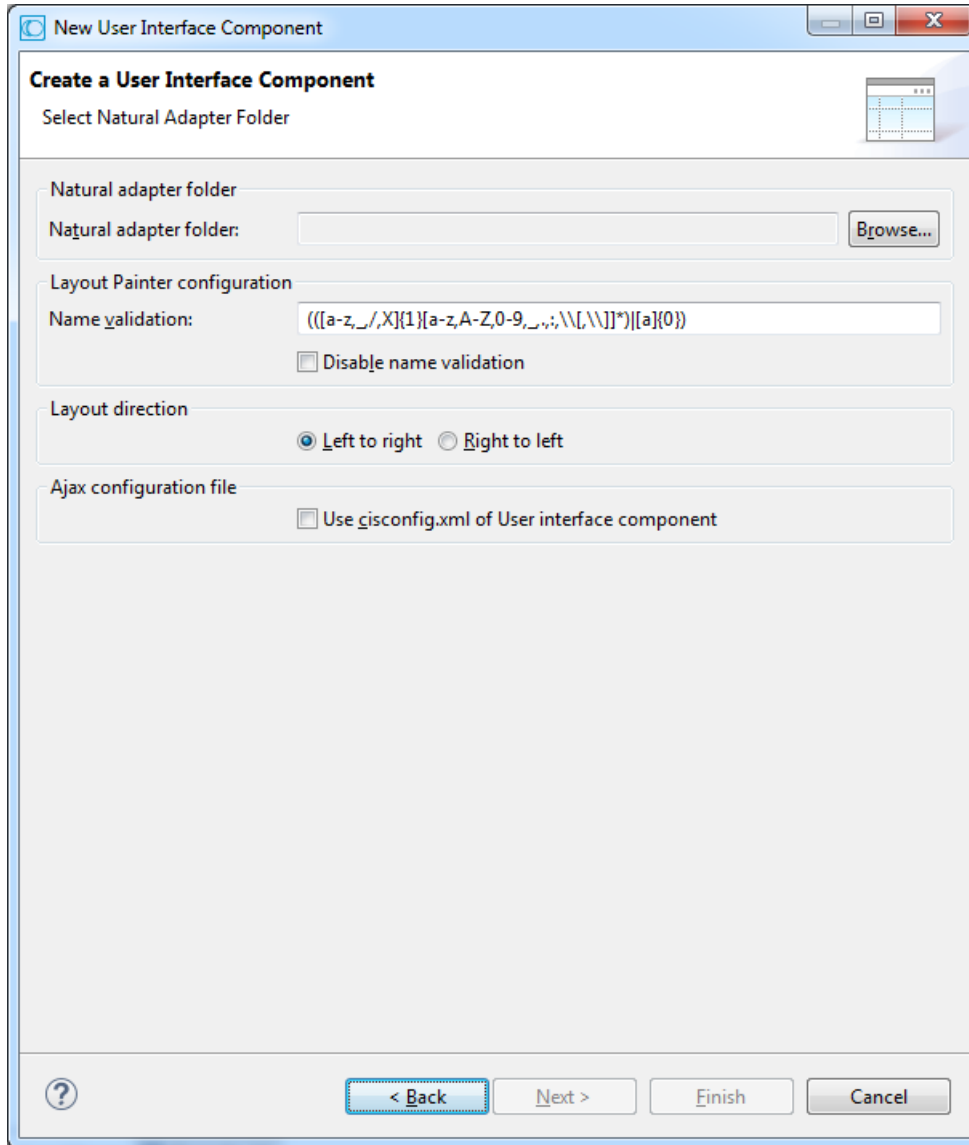 New User Interface Component
Create a User Interface Component
Select Natural Adapter Folder
Natural adapter folder
Natural adapter folder:
Browse...
Layout Painter configuration
Name validation:
(([a-z,_,/,X]{1}[a-z,A-Z,0-9,_,.,:,\\[,\\]]*)|[a]{0})
Disable name validation
Layout direction
Left to right
Right to left
Ajax configuration file
Use cisconfig.xml of User interface component
?
< Back
Next >
Finish
Cancel